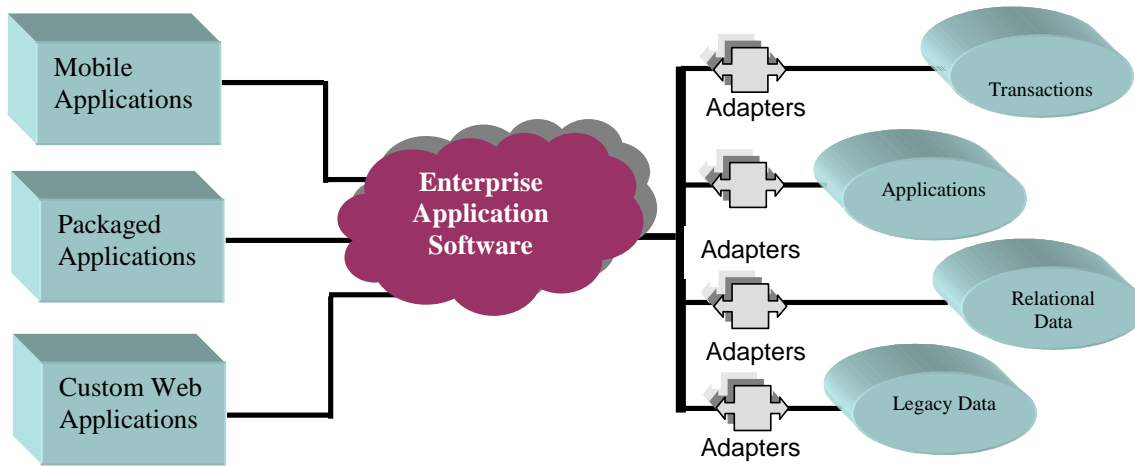 Mobile
Applications
Packaged
Applications
Custom Web
Applications
Enterprise
Application
Software
Adapters
Transactions
Adapters
Applications
Adapters
Relational
Data
Adapters
Legacy Data